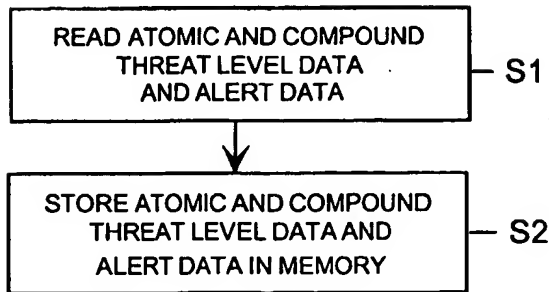 READ ATOMIC AND COMPOUND
THREAT LEVEL DATA
AND ALERT DATA
S1
STORE ATOMIC AND COMPOUND
THREAT LEVEL DATA AND
ALERT DATA IN MEMORY
S2